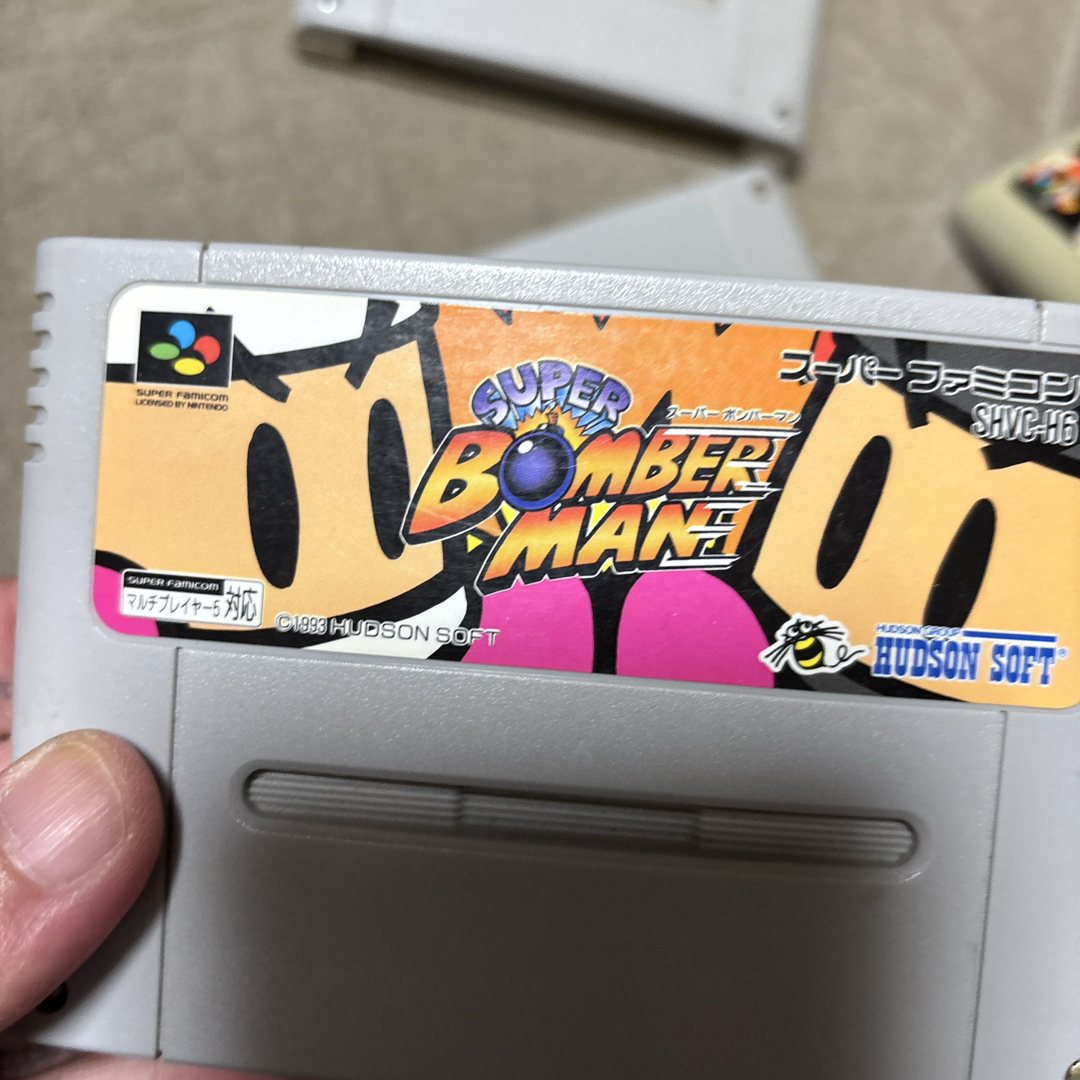 SUPER FAMICOM
LICENSED BY NINTENDO
スーパーファミコン
SHVC-H6
SUPER
スーパーボンバーマン
BOMBER
MAN
SUPER FAMICOM
マルチプレイヤー5 対応
©1993 HUDSON SOFT
HUDSON GROUP
HUDSON SOFT®